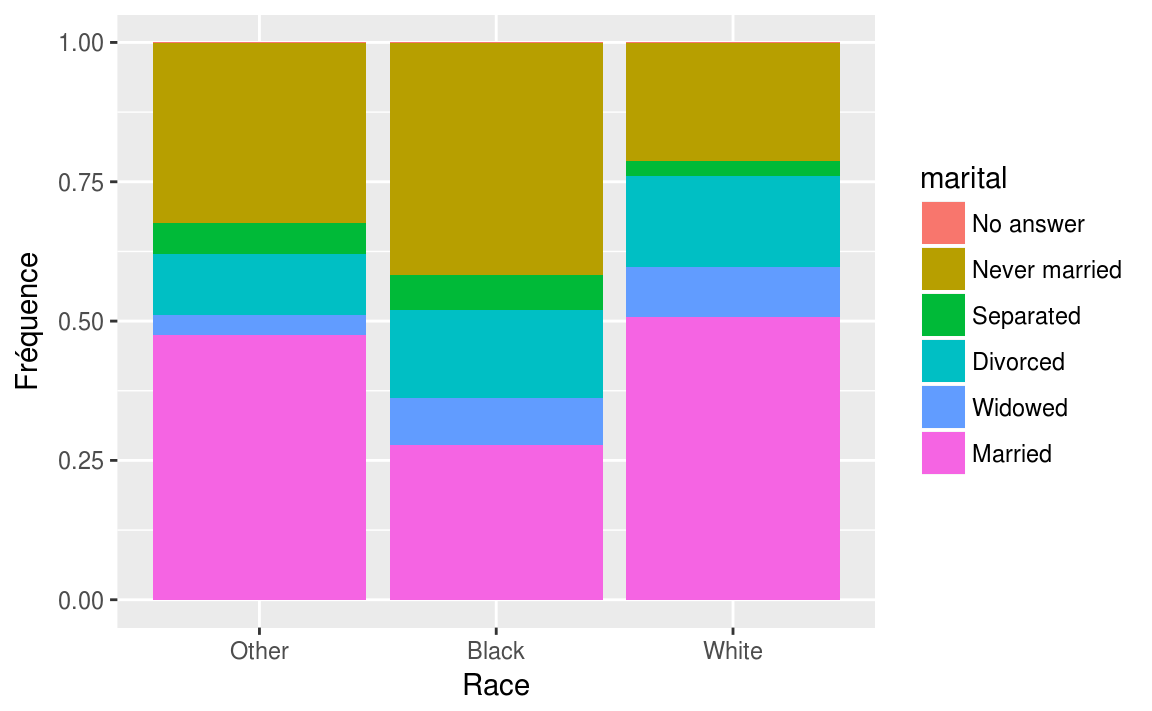 1.00
0.75
0.50
0.25
0.00
Fréquence
Other
Black
White
Race
marital
No answer
Never married
Separated
Divorced
Widowed
Married